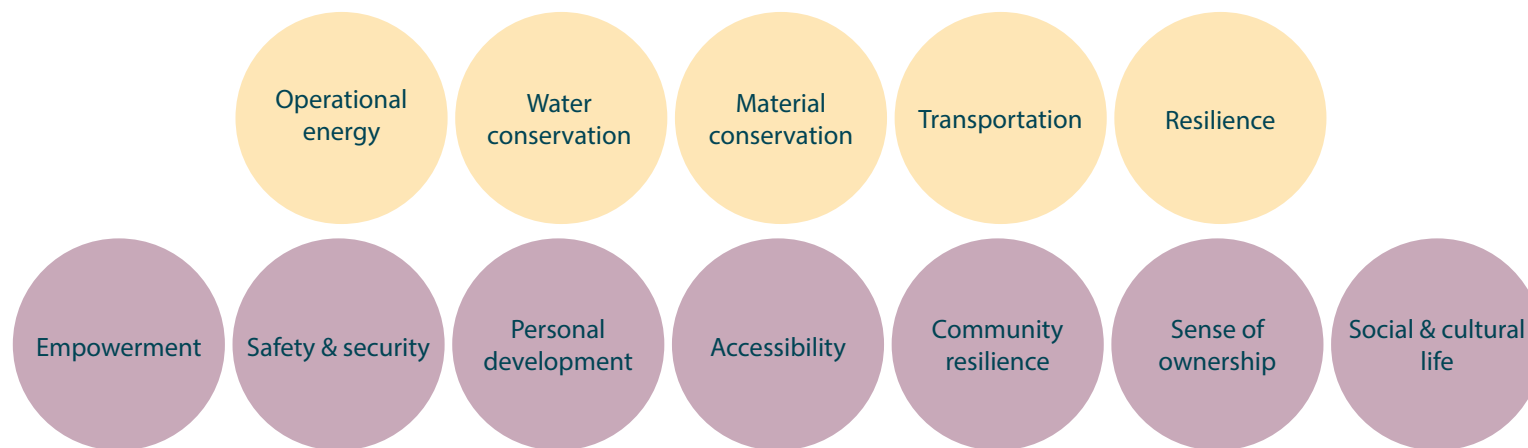 Operational
energy
Water
conservation
Material
conservation
Transportation
Resilience
Empowerment
Safety & security
Personal
development
Accessibility
Community
resilience
Sense of
ownership
Social & cultural
life